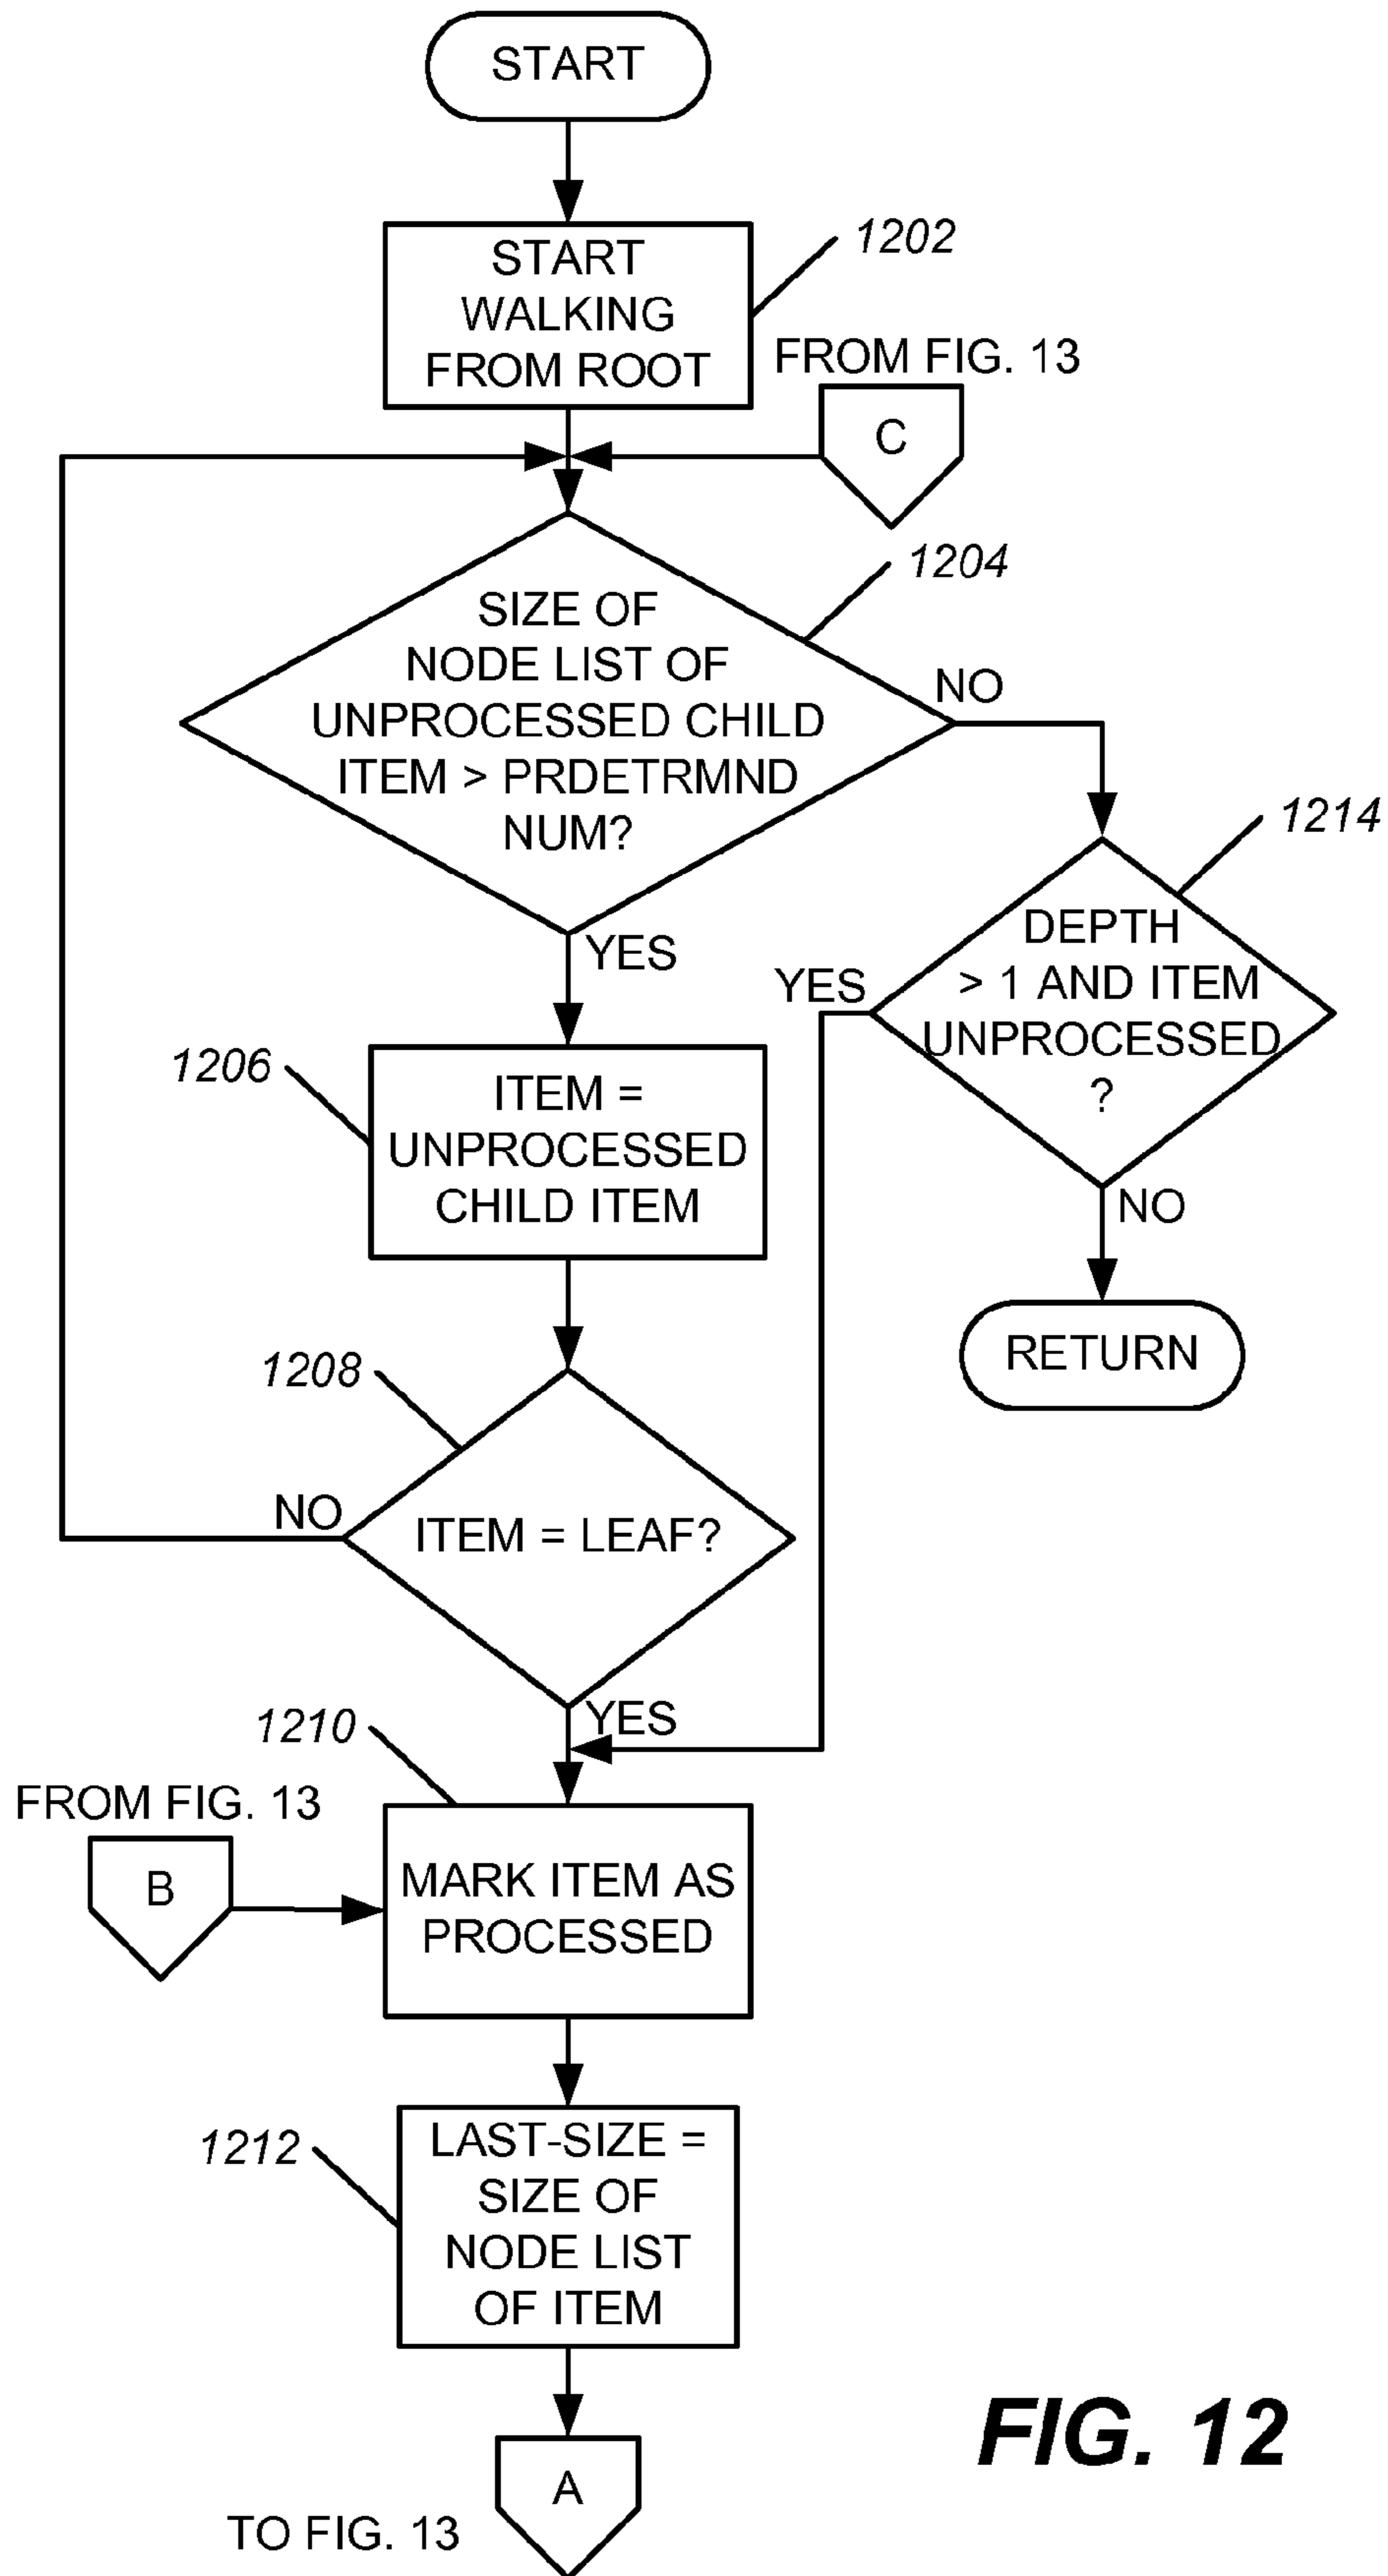 START
1202
START
WALKING
FROM ROOT
FROM FIG. 13
C
1204
SIZE OF
NODE LIST OF
UNPROCESSED CHILD
ITEM > PRDETRMND
NUM?
NO
1214
DEPTH
> 1 AND ITEM
UNPROCESSED
?
YES
YES
NO
1206
ITEM =
UNPROCESSED
CHILD ITEM
RETURN
1208
ITEM = LEAF?
NO
YES
1210
FROM FIG. 13
B
MARK ITEM AS
PROCESSED
1212
LAST-SIZE =
SIZE OF
NODE LIST
OF ITEM
A
TO FIG. 13
FIG. 12